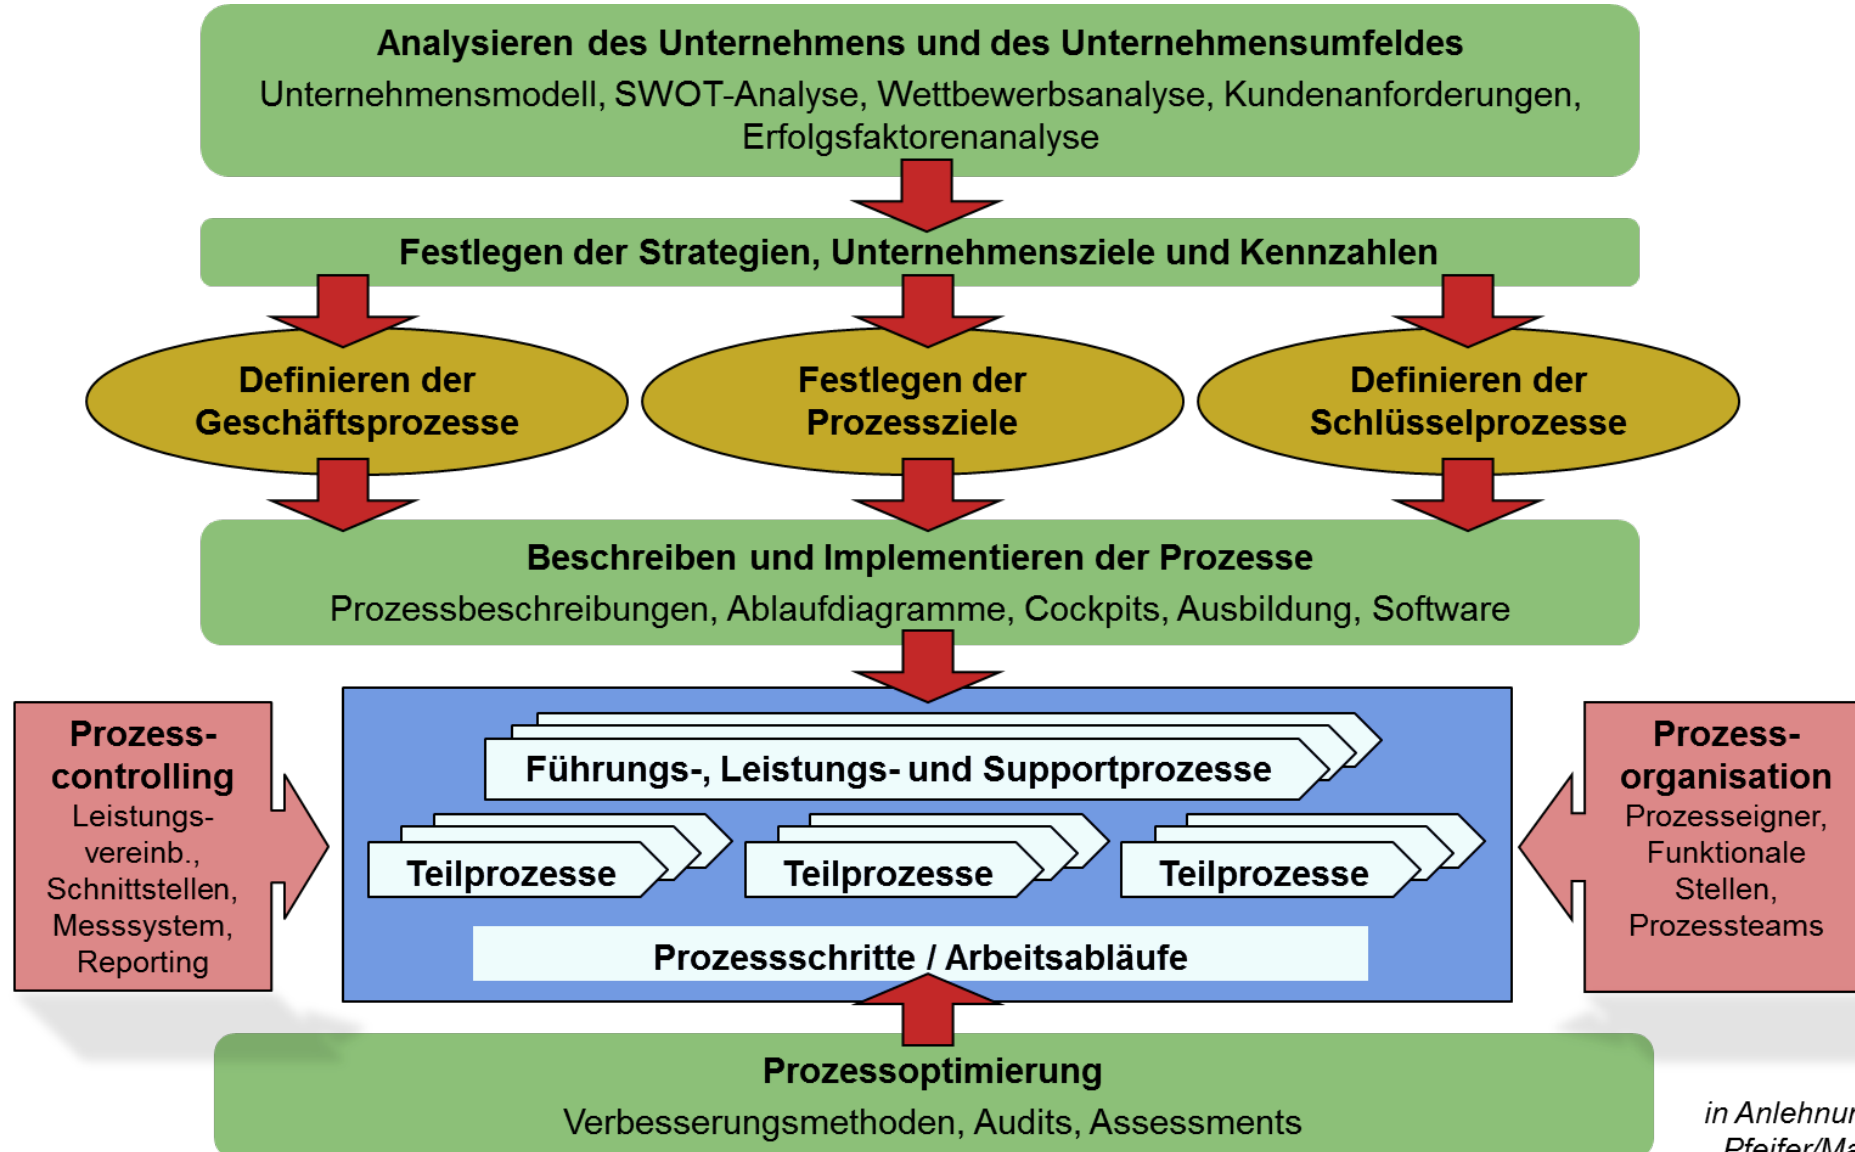 Analysieren des Unternehmens und des Unternehmensumfeldes
Unternehmensmodell, SWOT-Analyse, Wettbewerbsanalyse, Kundenanforderungen,
Erfolgsfaktorenanalyse
Festlegen der Strategien, Unternehmensziele und Kennzahlen
Definieren der
Geschäftsprozesse
Festlegen der
Prozessziele
Definieren der
Schlüsselprozesse
Beschreiben und Implementieren der Prozesse
Prozessbeschreibungen, Ablaufdiagramme, Cockpits, Ausbildung, Software
Prozess-
controlling
Leistungs-
vereinb.,
Schnittstellen,
Messsystem,
Reporting
Führungs-, Leistungs- und Supportprozesse
Teilprozesse
Teilprozesse
Teilprozesse
Prozessschritte / Arbeitsabläufe
Prozess-
organisation
Prozesseigner,
Funktionale
Stellen,
Prozessteams
Prozessoptimierung
Verbesserungsmethoden, Audits, Assessments
in
Pfeifer/